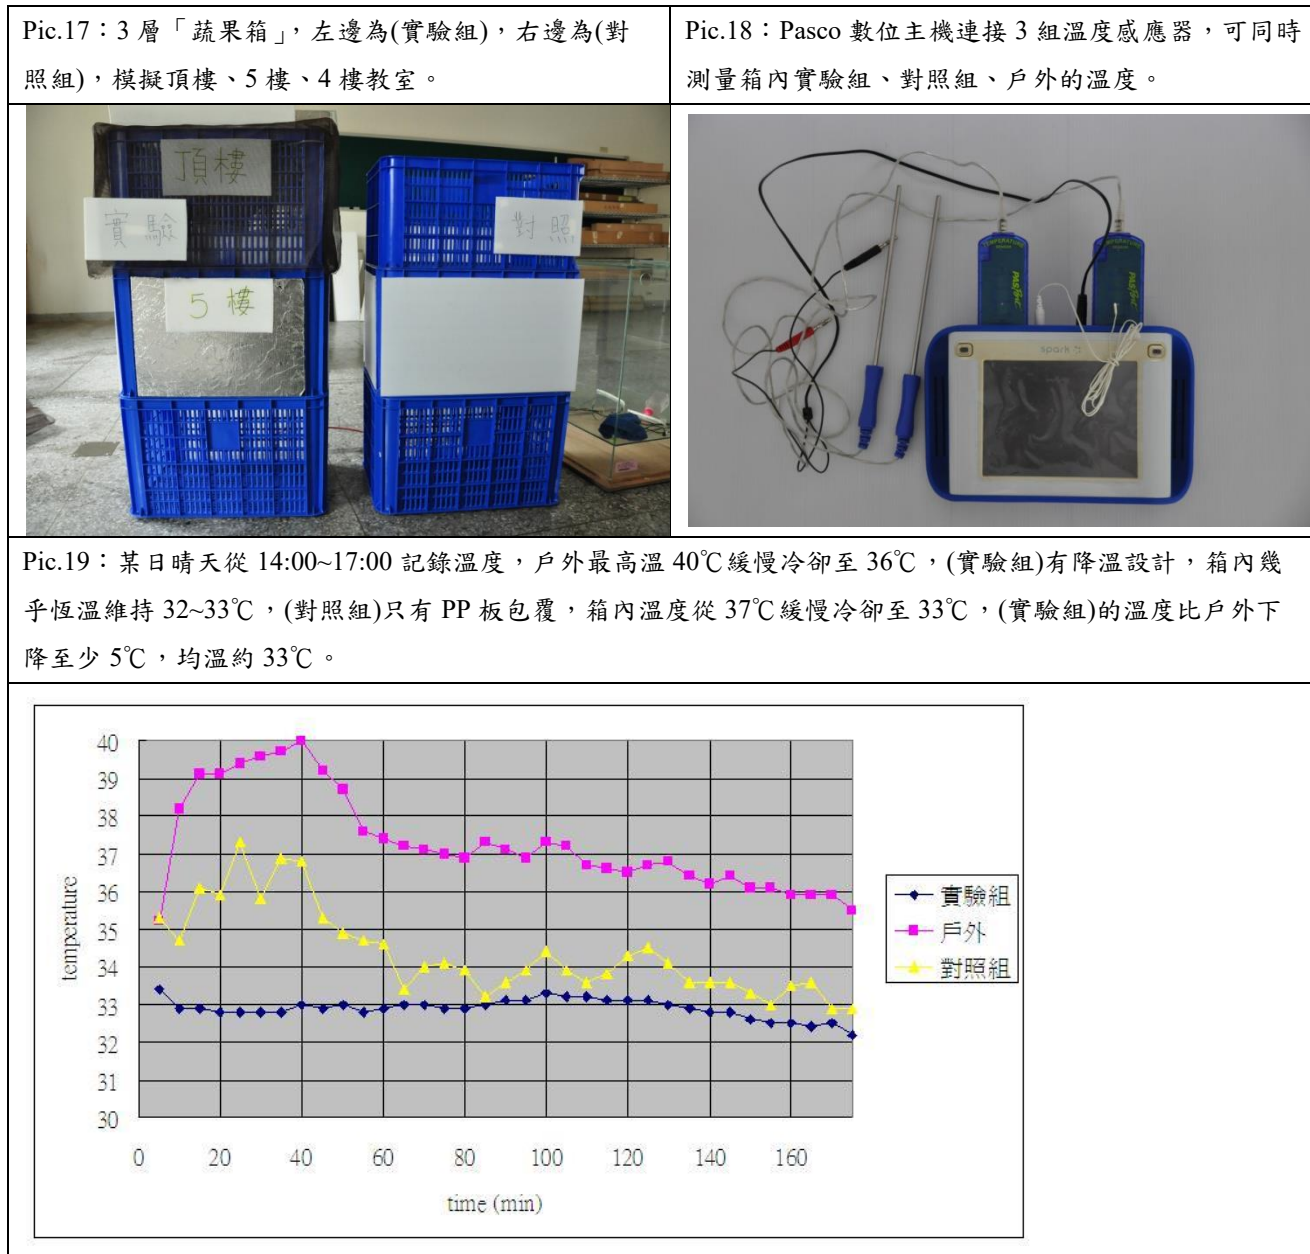 Pic.17：3 層「蔬果箱」，左邊為(實驗組)，右邊為(對
照組)，模擬頂樓、5 樓、4 樓教室。
Pic.18：Pasco 數位主機連接 3 組溫度感應器，可同時
測量箱內實驗組、對照組、戶外的溫度。
頂樓
實驗
對照
5 樓
TEMPERATURE
PASCO
TEMPERATURE
PASCO
spark
Pic.19：某日晴天從 14:00~17:00 記錄溫度，戶外最高溫 40℃緩慢冷卻至 36℃，(實驗組)有降溫設計，箱內幾
乎恆溫維持 32~33℃，(對照組)只有 PP 板包覆，箱內溫度從 37℃緩慢冷卻至 33℃，(實驗組)的溫度比戶外下
降至少 5℃，均溫約 33℃。
40
39
38
37
36
35
34
33
32
31
30
temperature
0 20 40 60 80 100 120 140 160
time (min)
實驗組
戶外
對照組